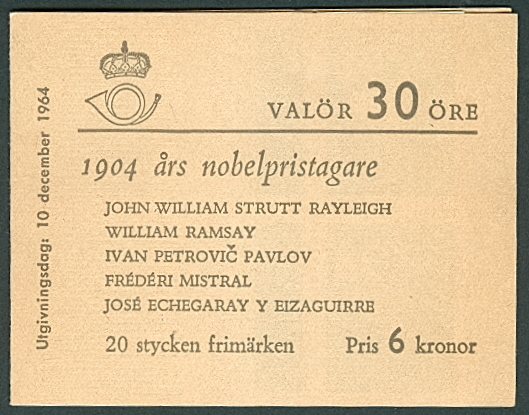 VALÖR 30 ÖRE
1904 års nobelpristagare
JOHN WILLIAM STRUTT RAYLEIGH
WILLIAM RAMSAY
IVAN PETROVIČ PAVLOV
FRÉDÉRI MISTRAL
JOSÉ ECHEGARAY Y EIZAGUIRRE
20 stycken frimärken Pris 6 kronor
Utgivningsdag: 10 december 1964